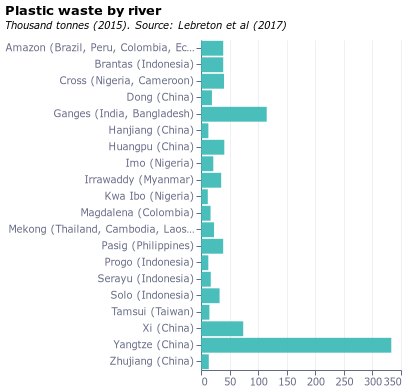 Plastic waste by river
Thousand tonnes (2015). Source: Lebreton et al (2017)
Amazon (Brazil, Peru, Colombia, Ec...
Brantas (Indonesia)
Cross (Nigeria, Cameroon)
Dong (China)
Ganges (India, Bangladesh)
Hanjiang (China)
Huangpu (China)
Imo (Nigeria)
Irrawaddy (Myanmar)
Kwa Ibo (Nigeria)
Magdalena (Colombia)
Mekong (Thailand, Cambodia, Laos...
Pasig (Philippines)
Progo (Indonesia)
Serayu (Indonesia)
Solo (Indonesia)
Tamsui (Taiwan)
Xi (China)
Yangtze (China)
Zhujiang (China)
0 50 100 150 200 250 300 350